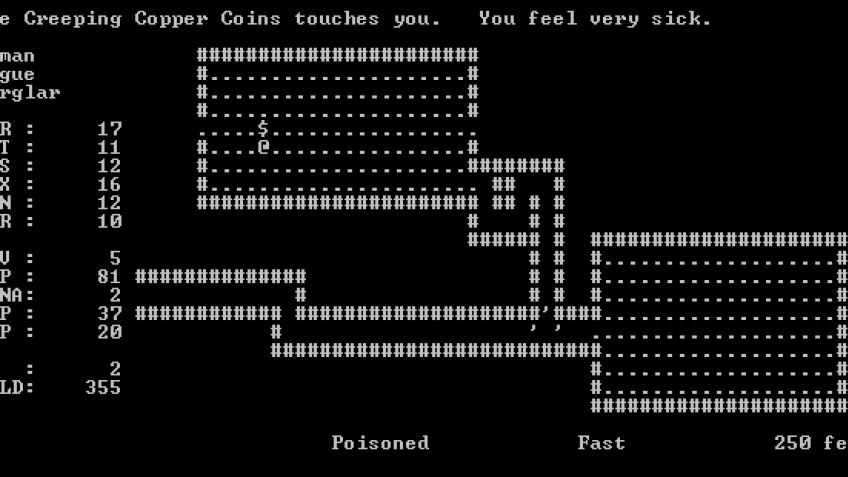 e Creeping Copper Coins touches you.   You feel very sick.
man         #######################
gue         #.....................#
rglar       #.....................#
            #.....................#
R :     17  .....$.................
T :     11  #....@................#
S :     12  #.....................########
X :     16  #...................... ##   #
N :     12  ####################### ## # #
R :     10                        #    # #
                                  ###### #  #####################
V :      5                             # #  #...................#
P :     81 ##############              # #  #...................#
NA:      2              #              # #  #...................#
P :     37 ############ ####################'####...................#
P :     20            #                ' '  ....................#
                      ###########################...................#
  :      2                                  #...................#
LD:    355                                  #...................#
                                            #####################
Poisoned            Fast            250 fe